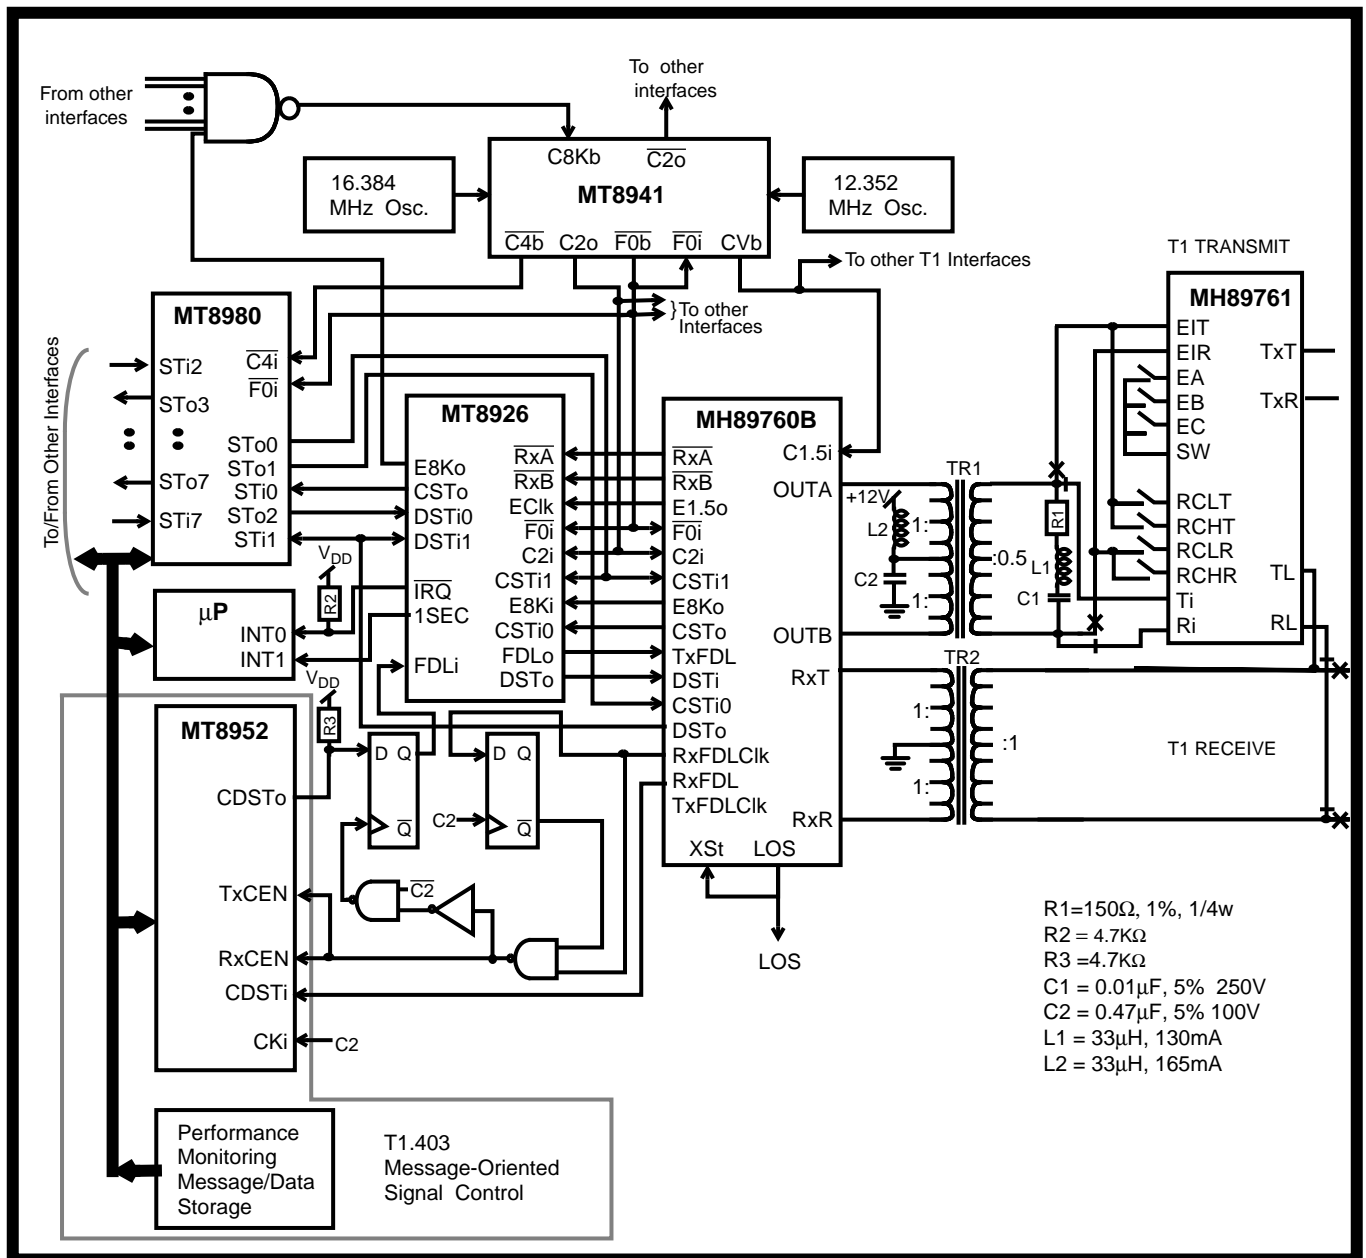 From other
interfaces
To other
interfaces
C8Kb
C2o
MT8941
16.384
MHz Osc.
12.352
MHz Osc.
C4b
C2o
F0b
F0i
CVb
To other T1 Interfaces
}To other
Interfaces
T1 TRANSMIT
MH89761
EIT
EIR
EA
EB
EC
SW
RCLT
RCHT
RCLR
RCHR
Ti
Ri
TxT
TxR
TL
RL
To/From Other Interfaces
MT8980
STi2
STo3
STo7
STi7
C4i
F0i
STo0
STo1
STi0
STo2
STi1
MT8926
E8Ko
CSTo
DSTi0
DSTi1
IRQ
1SEC
FDLi
RxA
RxB
EClk
F0i
C2i
CSTi1
E8Ki
CSTi0
FDLo
DSTo
MH89760B
RxA
RxB
E1.5o
F0i
C2i
CSTi1
E8Ko
CSTo
TxFDL
DSTi
CSTi0
DSTo
RxFDLClk
RxFDL
TxFDLClk
C1.5i
OUTA
OUTB
RxT
RxR
XSt
LOS
LOS
+12V
L2
C2
1:
1:
TR1
:0.5
R1
L1
C1
TR2
1:
1:
:1
T1 RECEIVE
VDD
R2
μP
INT0
INT1
VDD
R3
MT8952
CDSTo
TxCEN
RxCEN
CDSTi
CKi
C2
D Q
Q
D Q
Q
C2
C2
R1=150Ω, 1%, 1/4w
R2 = 4.7KΩ
R3 =4.7KΩ
C1 = 0.01μF, 5% 250V
C2 = 0.47μF, 5% 100V
L1 = 33μH, 130mA
L2 = 33μH, 165mA
Performance
Monitoring
Message/Data
Storage
T1.403
Message-Oriented
Signal Control